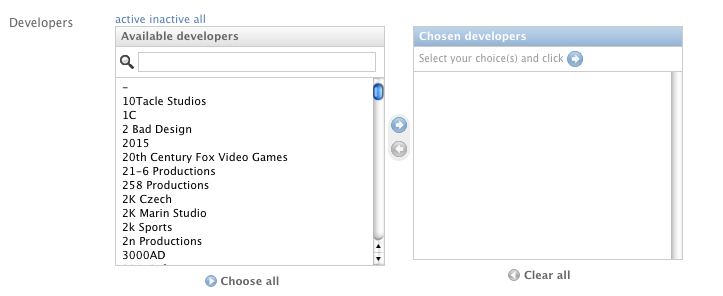 Developers
active inactive all
Available developers
Chosen developers
Select your choice(s) and click
-
10Tacle Studios
1C
2 Bad Design
2015
20th Century Fox Video Games
21-6 Productions
258 Productions
2K Czech
2K Marin Studio
2k Sports
2n Productions
3000AD
Choose all
Clear all